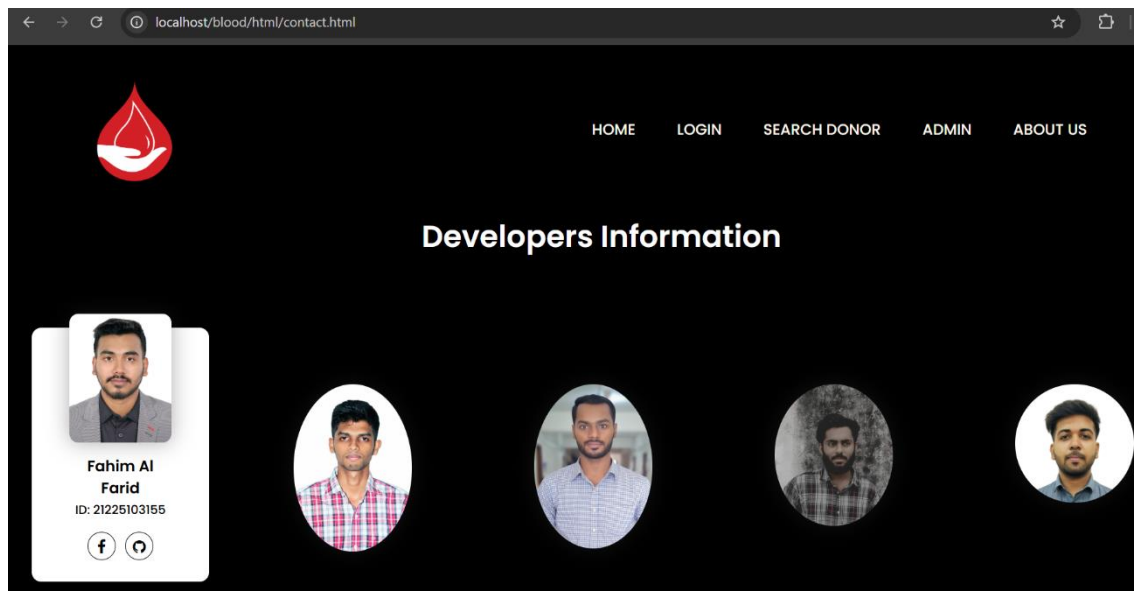 localhost/blood/html/contact.html
HOME LOGIN SEARCH DONOR ADMIN ABOUT US
Developers Information
Fahim Al
Farid
ID: 21225103155